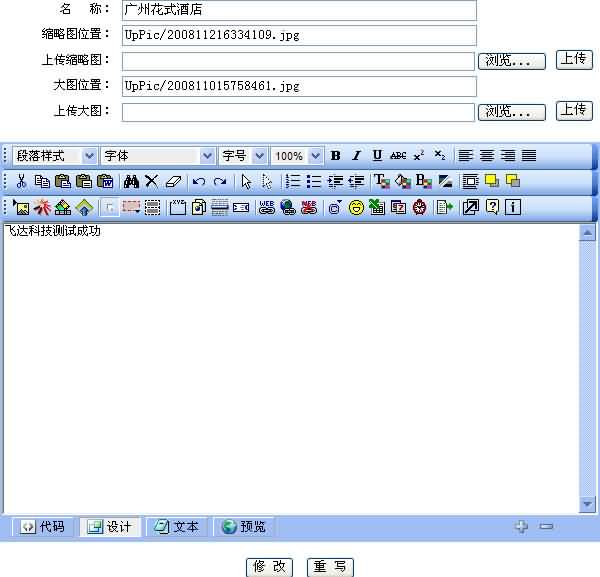 名 称： 广州花式酒店
缩略图位置： UpPic/200811216334109.jpg
上传缩略图： 浏览... 上传
大图位置： UpPic/200811015758461.jpg
上传大图： 浏览... 上传
段落样式 字体 字号 100% B I U ABC x² x₂
飞达科技测试成功
代码 设计 文本 预览
修 改 重 写